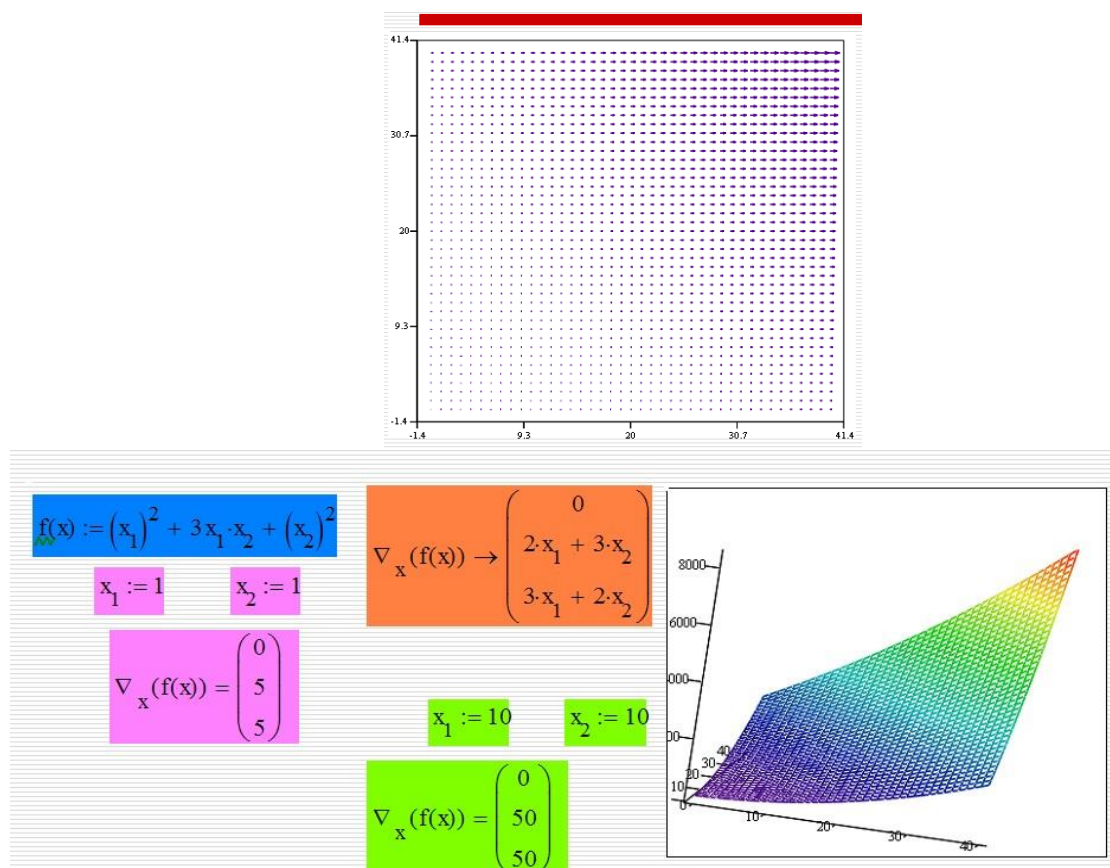 41.4
30.7
20
9.3
-1.4
-1.4 9.3 20 30.7 41.4
f(x) := (x₁)² + 3x₁·x₂ + (x₂)²
x₁ := 1 x₂ := 1
∇ₓ(f(x)) = (0 5 5)
∇ₓ(f(x)) → (0 2·x₁ + 3·x₂ 3·x₁ + 2·x₂)
x₁ := 10 x₂ := 10
∇ₓ(f(x)) = (0 50 50)
8000
6000
000
00
40
30
20
10
0
10
20
30
40